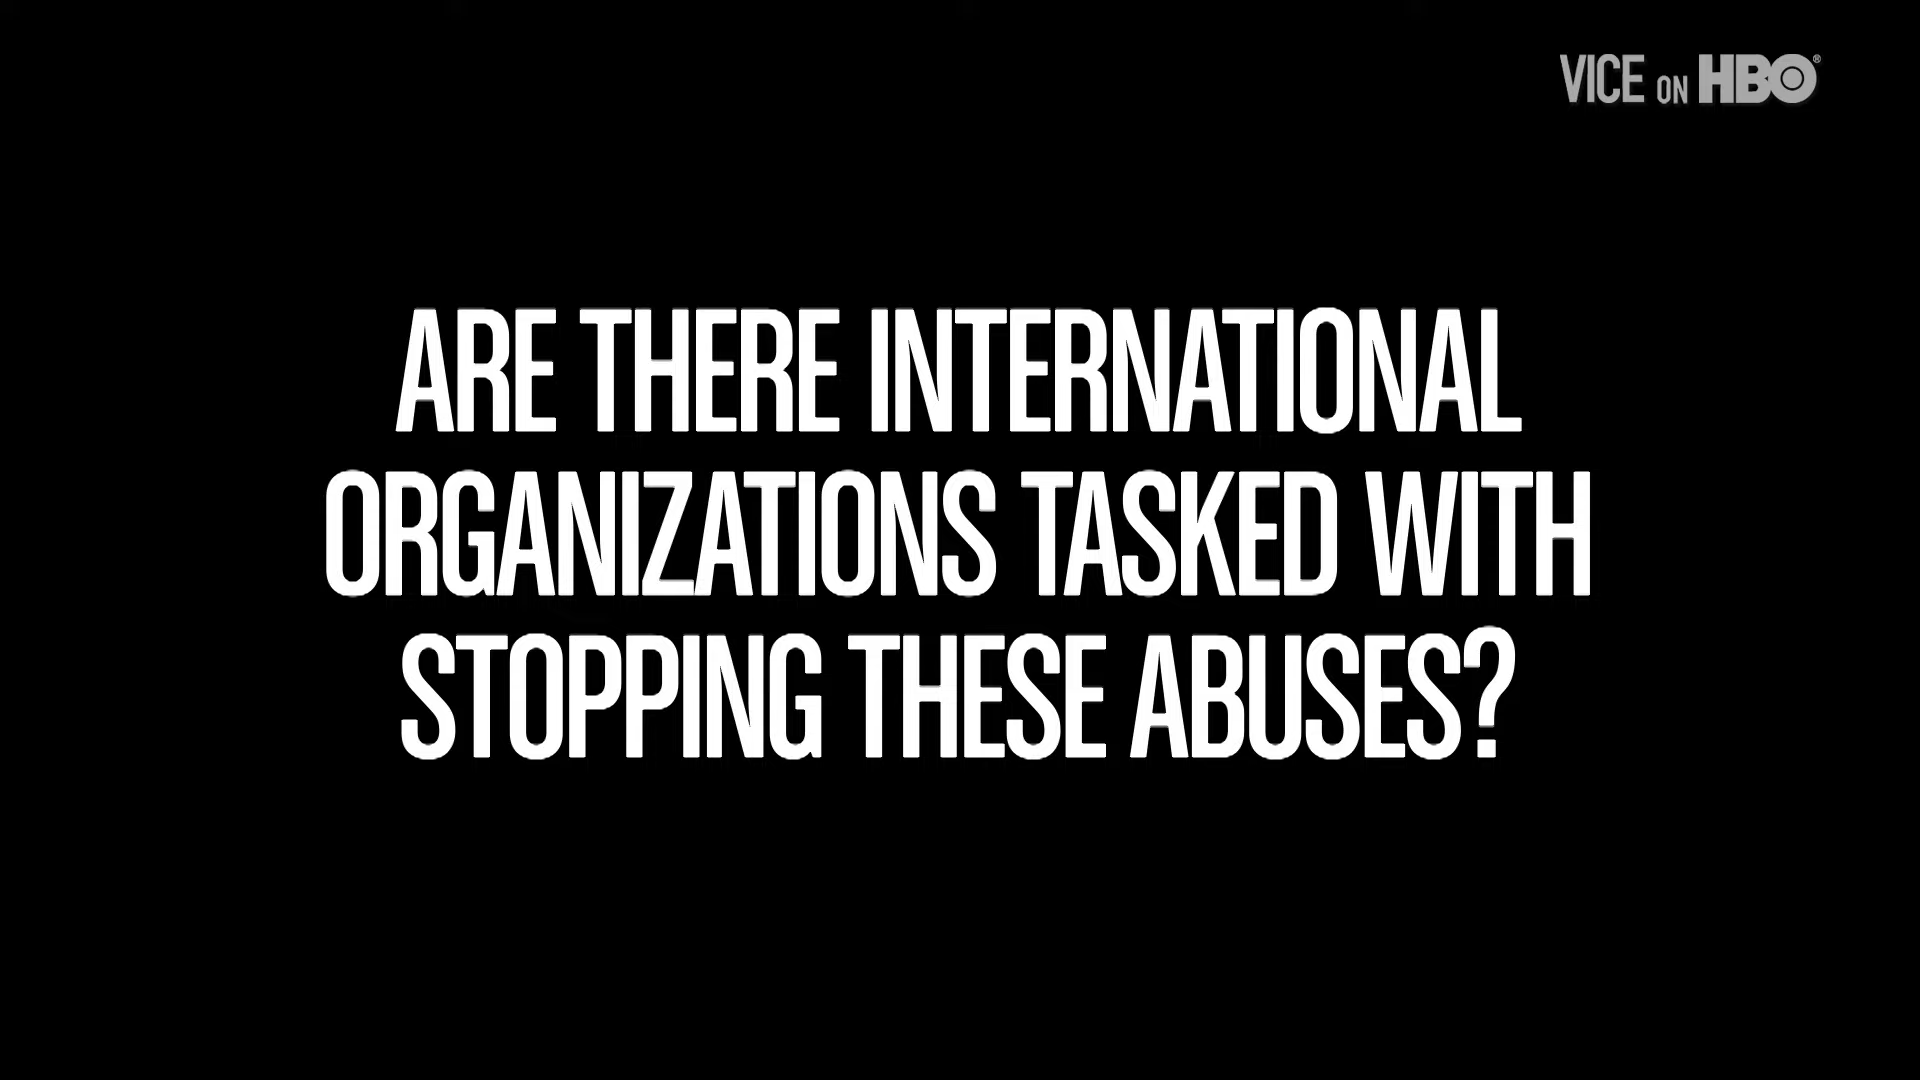 VICE ON HBO®
ARE THERE INTERNATIONAL
ORGANIZATIONS TASKED WITH
STOPPING THESE ABUSES?